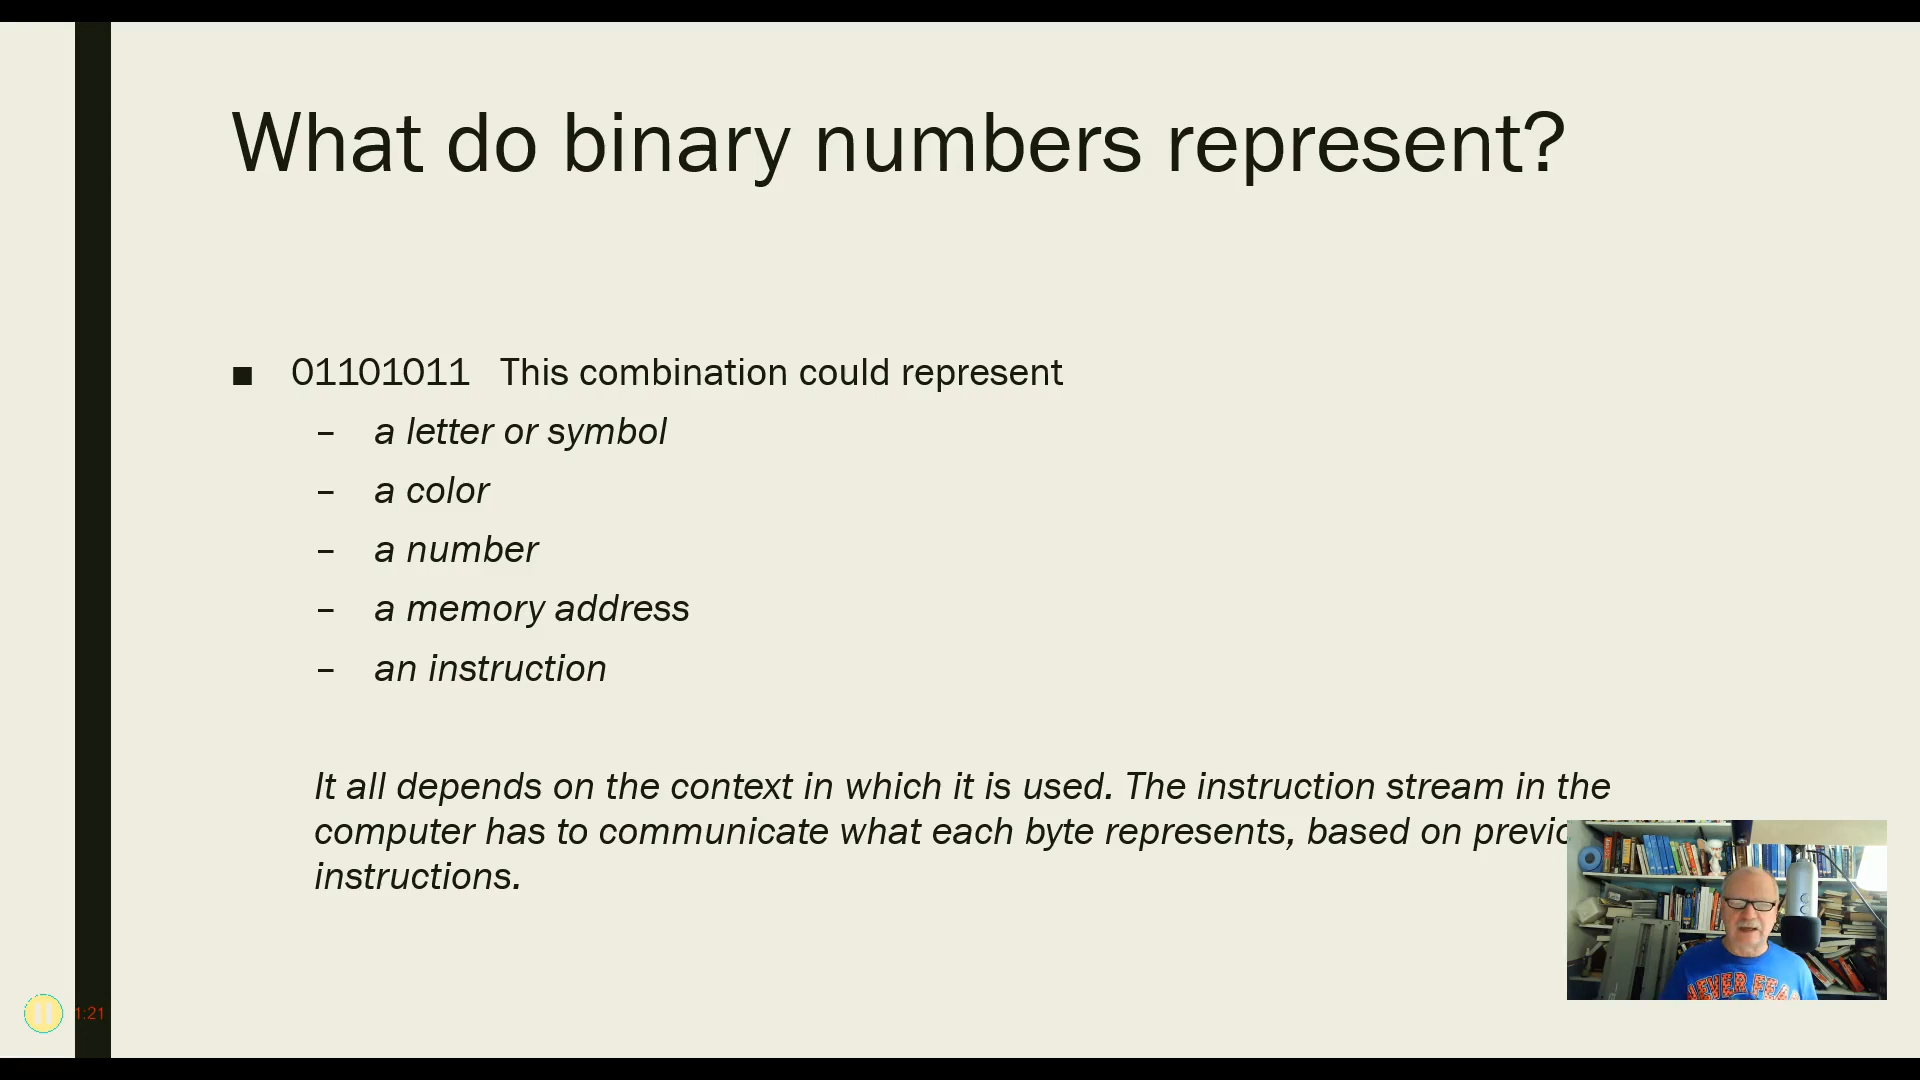 What do binary numbers represent?
■ 01101011 This combination could represent
– a letter or symbol
– a color
– a number
– a memory address
– an instruction
It all depends on the context in which it is used. The instruction stream in the
computer has to communicate what each byte represents, based on
instructions.
NEVER
1:21